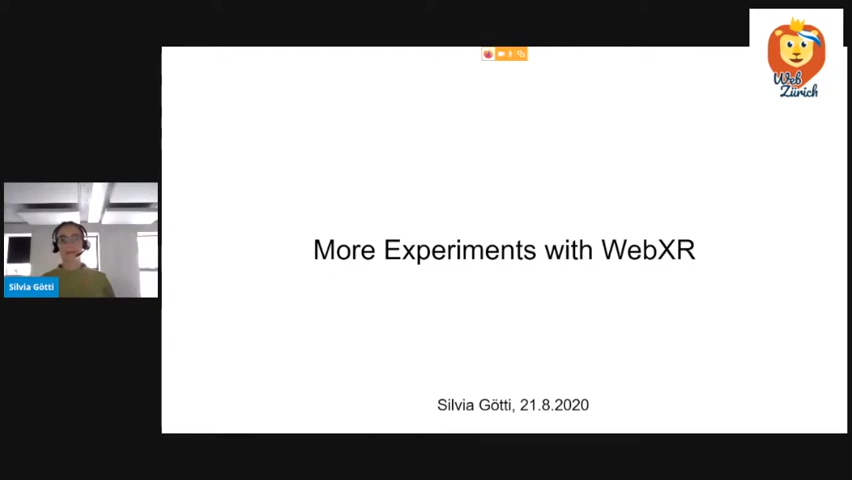 Web
Zürich
More Experiments with WebXR
Silvia Götti
Silvia Götti, 21.8.2020